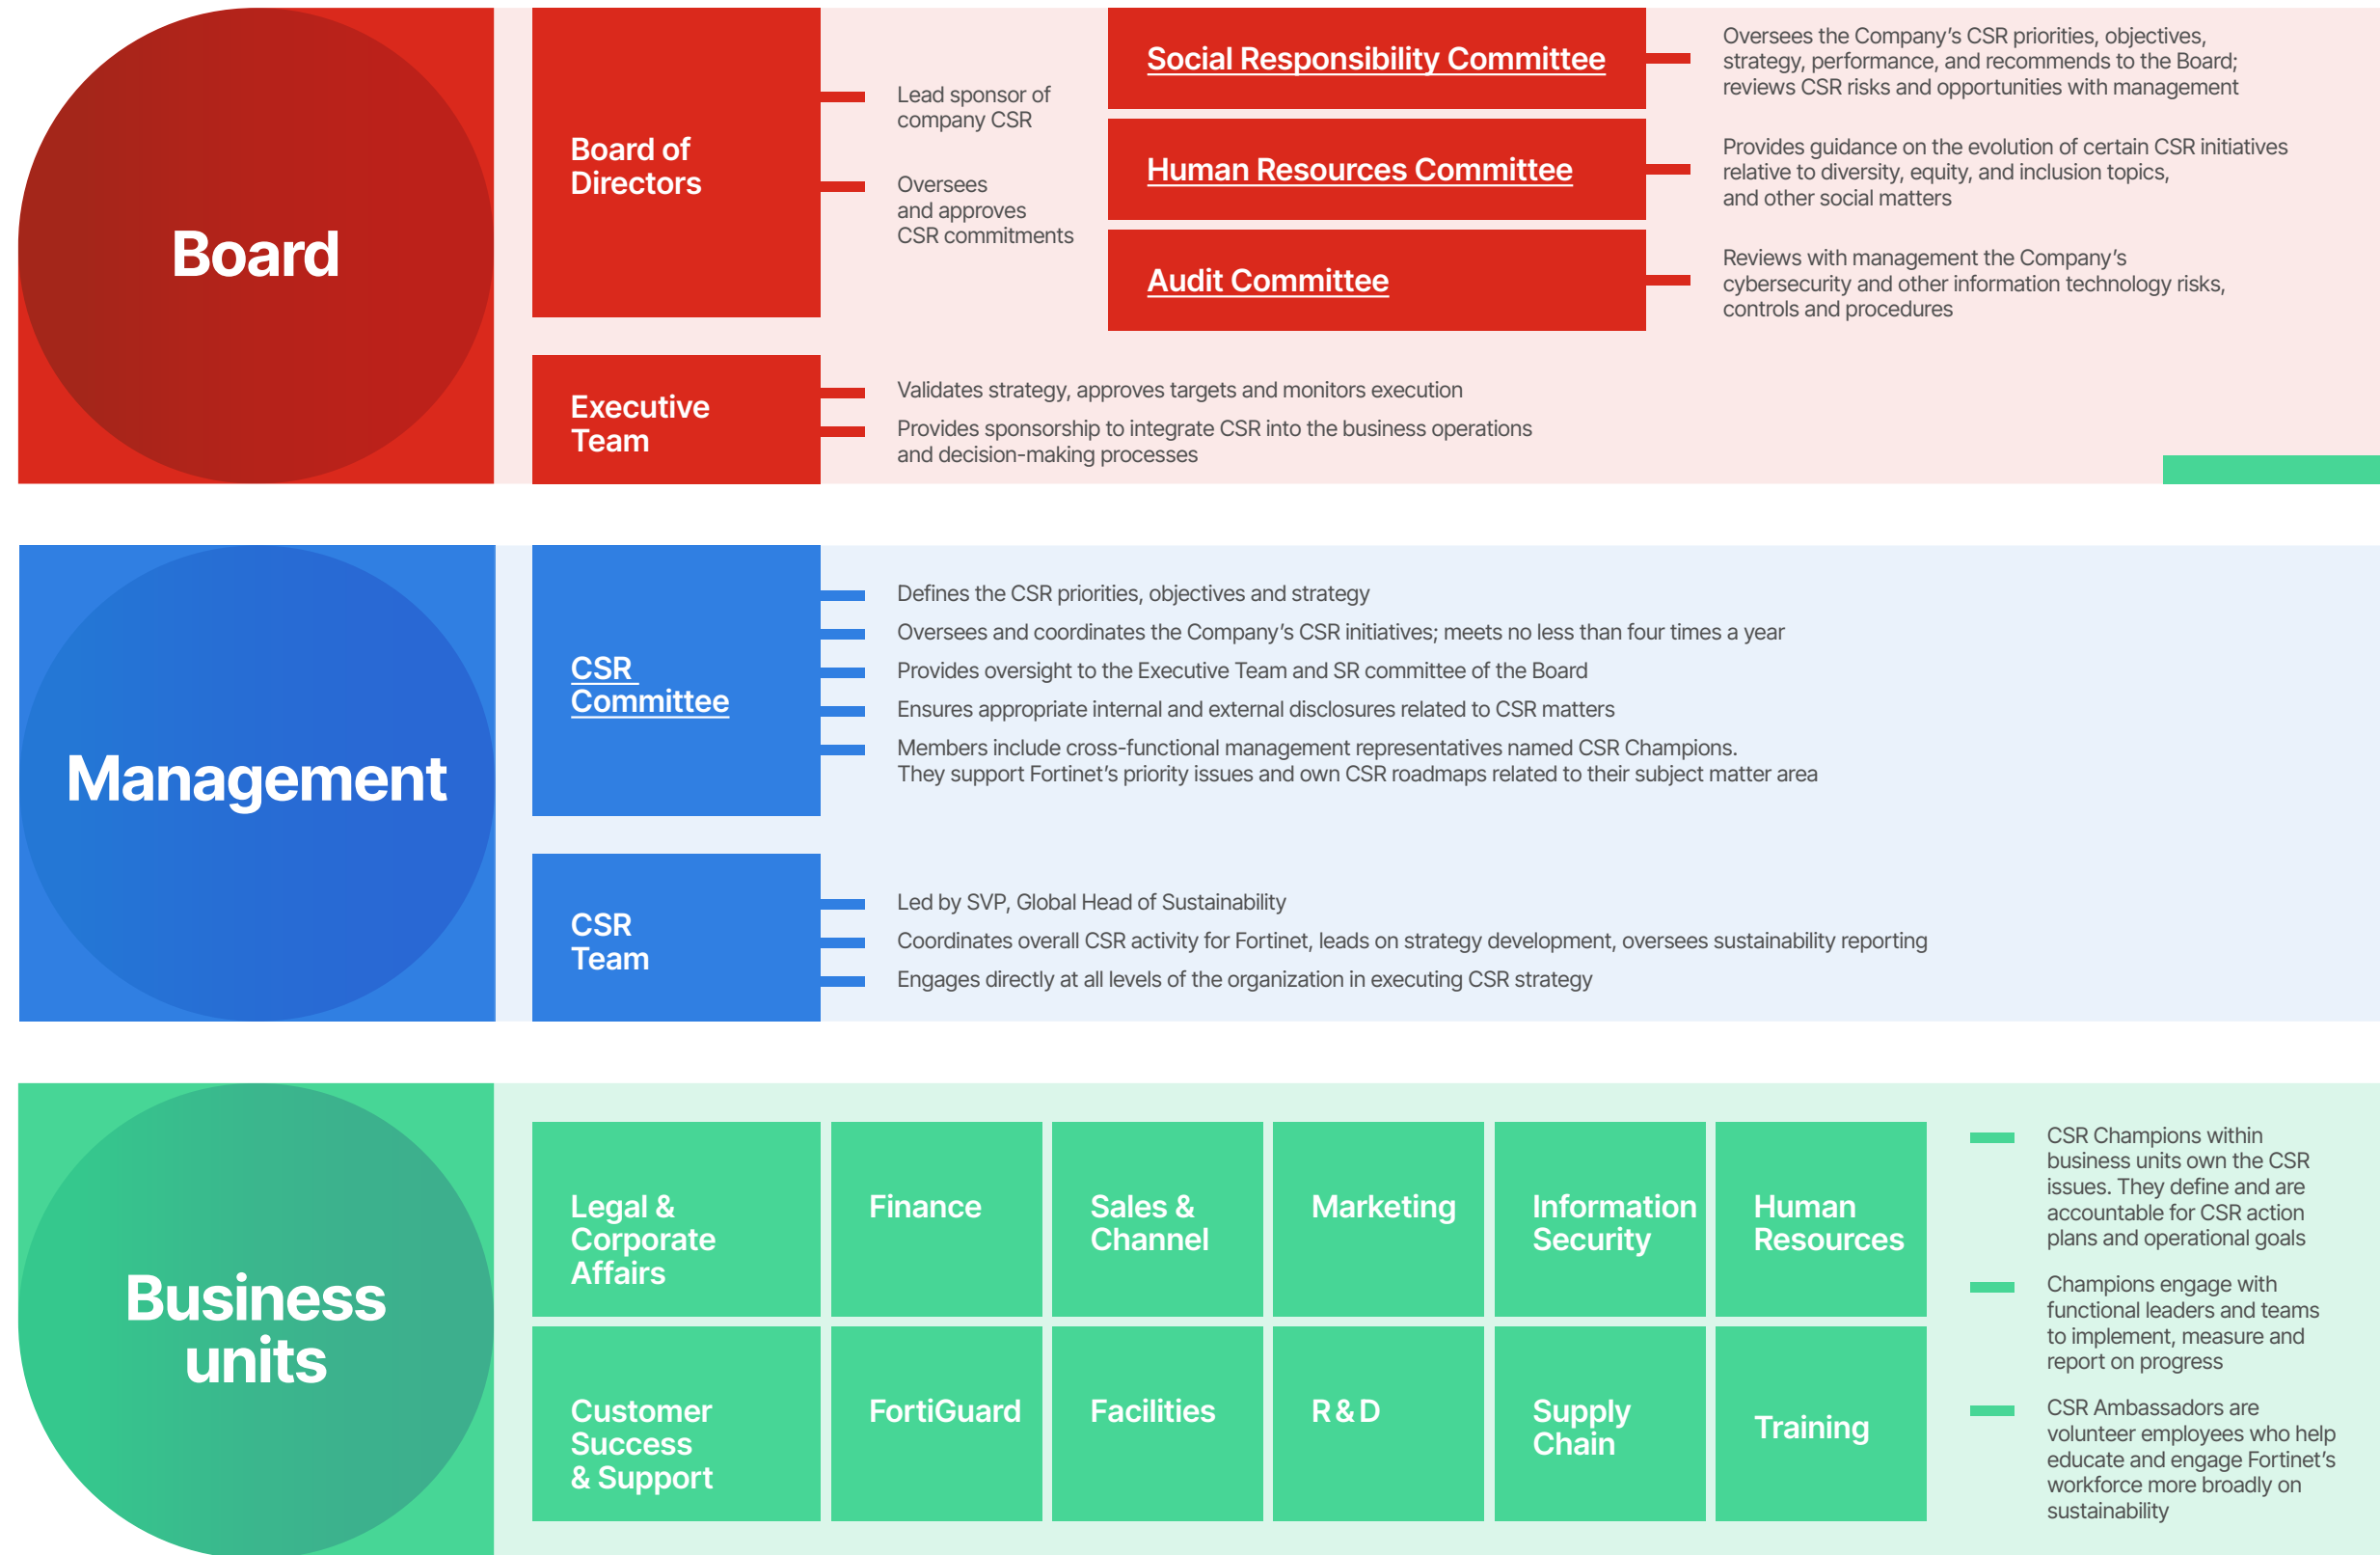 Board
Board of
Directors
Lead sponsor of
company CSR
Oversees
and approves
CSR commitments
Social Responsibility Committee
Oversees the Company’s CSR priorities, objectives,
strategy, performance, and recommends to the Board;
reviews CSR risks and opportunities with management
Human Resources Committee
Provides guidance on the evolution of certain CSR initiatives
relative to diversity, equity, and inclusion topics,
and other social matters
Audit Committee
Reviews with management the Company’s
cybersecurity and other information technology risks,
controls and procedures
Executive
Team
Validates strategy, approves targets and monitors execution
Provides sponsorship to integrate CSR into the business operations
and decision-making processes
Management
CSR
Committee
Defines the CSR priorities, objectives and strategy
Oversees and coordinates the Company’s CSR initiatives; meets no less than four times a year
Provides oversight to the Executive Team and SR committee of the Board
Ensures appropriate internal and external disclosures related to CSR matters
Members include cross-functional management representatives named CSR Champions.
They support Fortinet’s priority issues and own CSR roadmaps related to their subject matter area
CSR
Team
Led by SVP, Global Head of Sustainability
Coordinates overall CSR activity for Fortinet, leads on strategy development, oversees sustainability reporting
Engages directly at all levels of the organization in executing CSR strategy
Business
units
Legal &
Corporate
Affairs
Finance
Sales &
Channel
Marketing
Information
Security
Human
Resources
Customer
Success
& Support
FortiGuard
Facilities
R & D
Supply
Chain
Training
CSR Champions within
business units own the CSR
issues. They define and are
accountable for CSR action
plans and operational goals
Champions engage with
functional leaders and teams
to implement, measure and
report on progress
CSR Ambassadors are
volunteer employees who help
educate and engage Fortinet’s
workforce more broadly on
sustainability